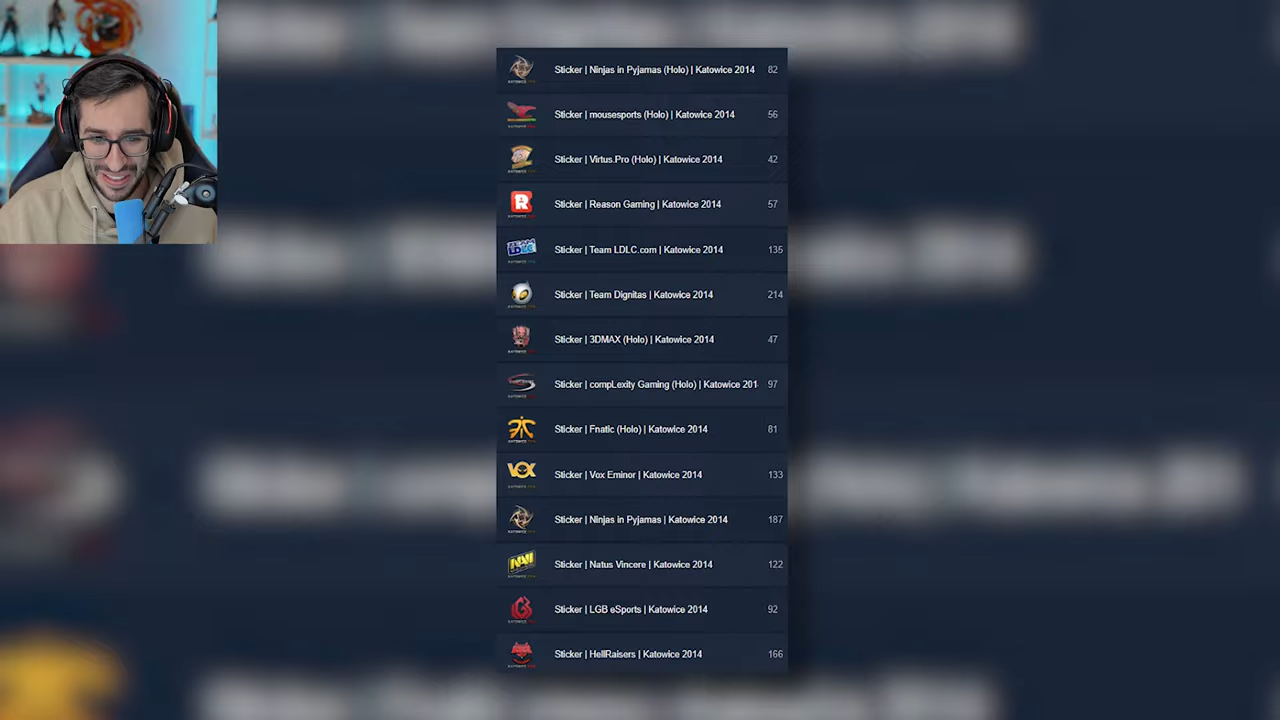 Sticker | Ninjas in Pyjamas (Holo) | Katowice 2014 82
Sticker | mousesports (Holo) | Katowice 2014 56
Sticker | Virtus.Pro (Holo) | Katowice 2014 42
Sticker | Reason Gaming | Katowice 2014 57
Sticker | Team LDLC.com | Katowice 2014 135
Sticker | Team Dignitas | Katowice 2014 214
Sticker | 3DMAX (Holo) | Katowice 2014 47
Sticker | compLexity Gaming (Holo) | Katowice 201 97
Sticker | Fnatic (Holo) | Katowice 2014 81
Sticker | Vox Eminor | Katowice 2014 133
Sticker | Ninjas in Pyjamas | Katowice 2014 187
Sticker | Natus Vincere | Katowice 2014 122
Sticker | LGB eSports | Katowice 2014 92
Sticker | HellRaisers | Katowice 2014 166